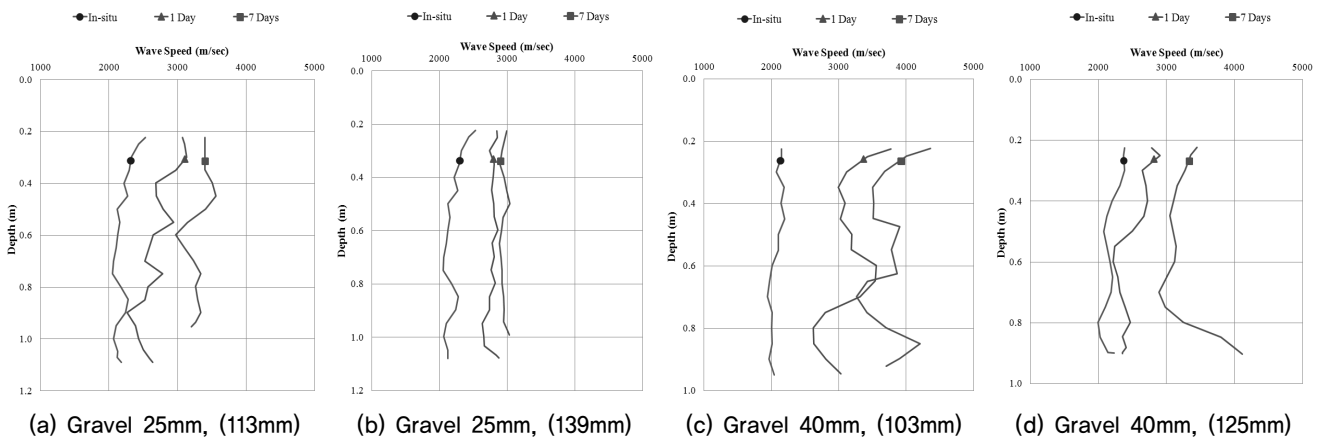 In-situ 1 Day 7 Days
Wave Speed (m/sec)
1000 2000 3000 4000 5000
0.0
0.2
0.4
0.6
0.8
1.0
1.2
Depth (m)
(a) Gravel 25mm, (113mm)
In-situ 1 Day 7 Days
Wave Speed (m/sec)
1000 2000 3000 4000 5000
0.0
0.2
0.4
0.6
0.8
1.0
1.2
Depth (m)
(b) Gravel 25mm, (139mm)
In-situ 1 Day 7 Days
Wave Speed (m/sec)
1000 2000 3000 4000 5000
0.0
0.2
0.4
0.6
0.8
1.0
Depth (m)
(c) Gravel 40mm, (103mm)
In-situ 1 Day 7 Days
Wave Speed (m/sec)
1000 2000 3000 4000 5000
0.0
0.2
0.4
0.6
0.8
1.0
Depth (m)
(d) Gravel 40mm, (125mm)